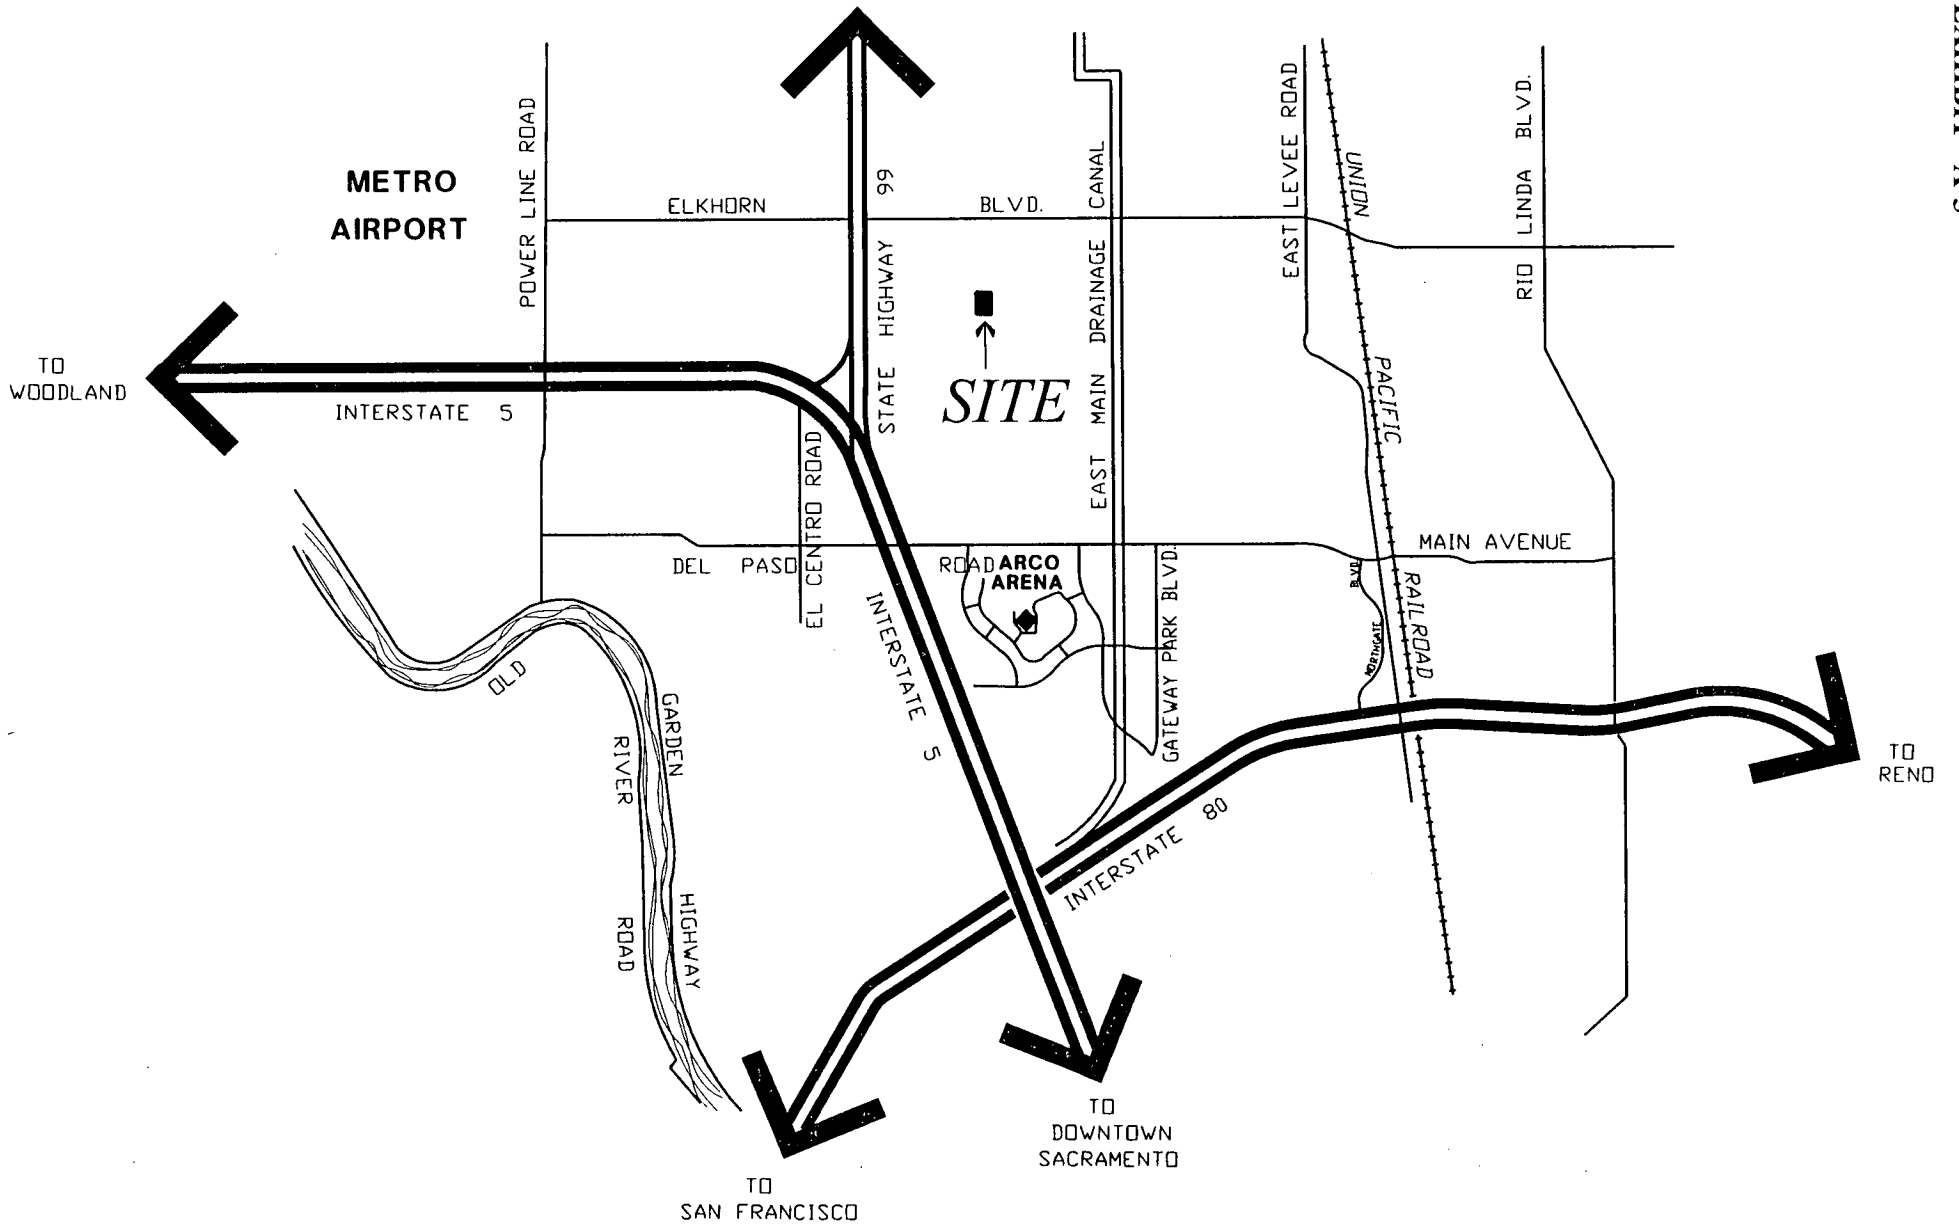 METRO
AIRPORT
POWER LINE ROAD
ELKHORN BLVD.
STATE HIGHWAY 99
EAST MAIN DRAINAGE CANAL
EAST LEVEE ROAD
UNION PACIFIC RAILROAD
RIO LINDA BLVD.
SITE
TO
WOODLAND
INTERSTATE 5
EL CENTRO ROAD
DEL PASO ROAD
ARCO
ARENA
MAIN AVENUE
GATEWAY PARK BLVD.
NORTHGATE BLVD.
INTERSTATE 5
OLD
RIVER
ROAD
GARDEN
HIGHWAY
INTERSTATE 80
TO
RENO
TO
DOWNTOWN
SACRAMENTO
TO
SAN FRANCISCO